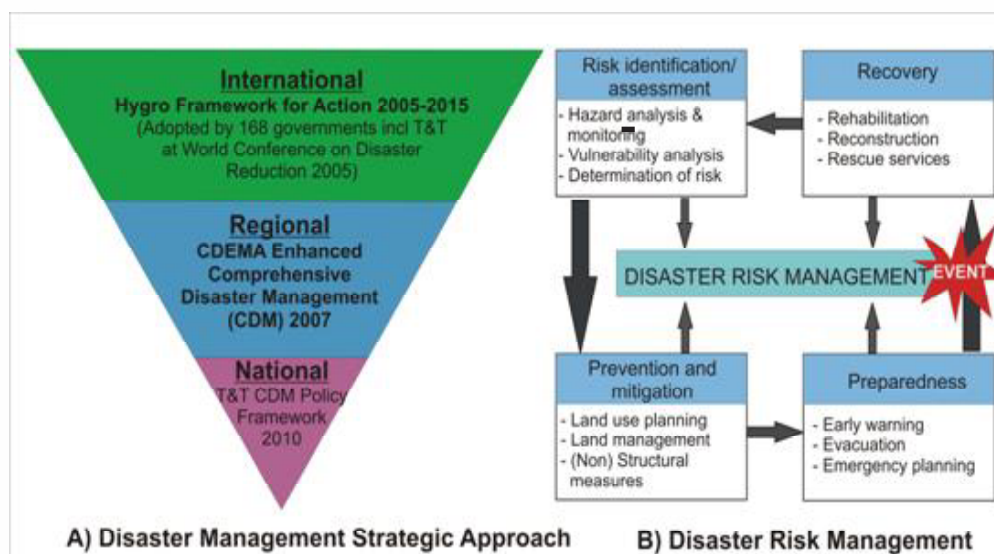 International
Hygro Framework for Action 2005-2015
(Adopted by 168 governments incl T&T
at World Conference on Disaster
Reduction 2005)
Regional
CDEMA Enhanced
Comprehensive
Disaster Management
(CDM) 2007
National
T&T CDM Policy
Framework
2010
A) Disaster Management Strategic Approach
Risk identification/
assessment
- Hazard analysis &
monitoring
- Vulnerability analysis
- Determination of risk
Recovery
- Rehabilitation
- Reconstruction
- Rescue services
DISASTER RISK MANAGEMENT
EVENT
Prevention and
mitigation
- Land use planning
- Land management
- (Non) Structural
measures
Preparedness
- Early warning
- Evacuation
- Emergency planning
B) Disaster Risk Management